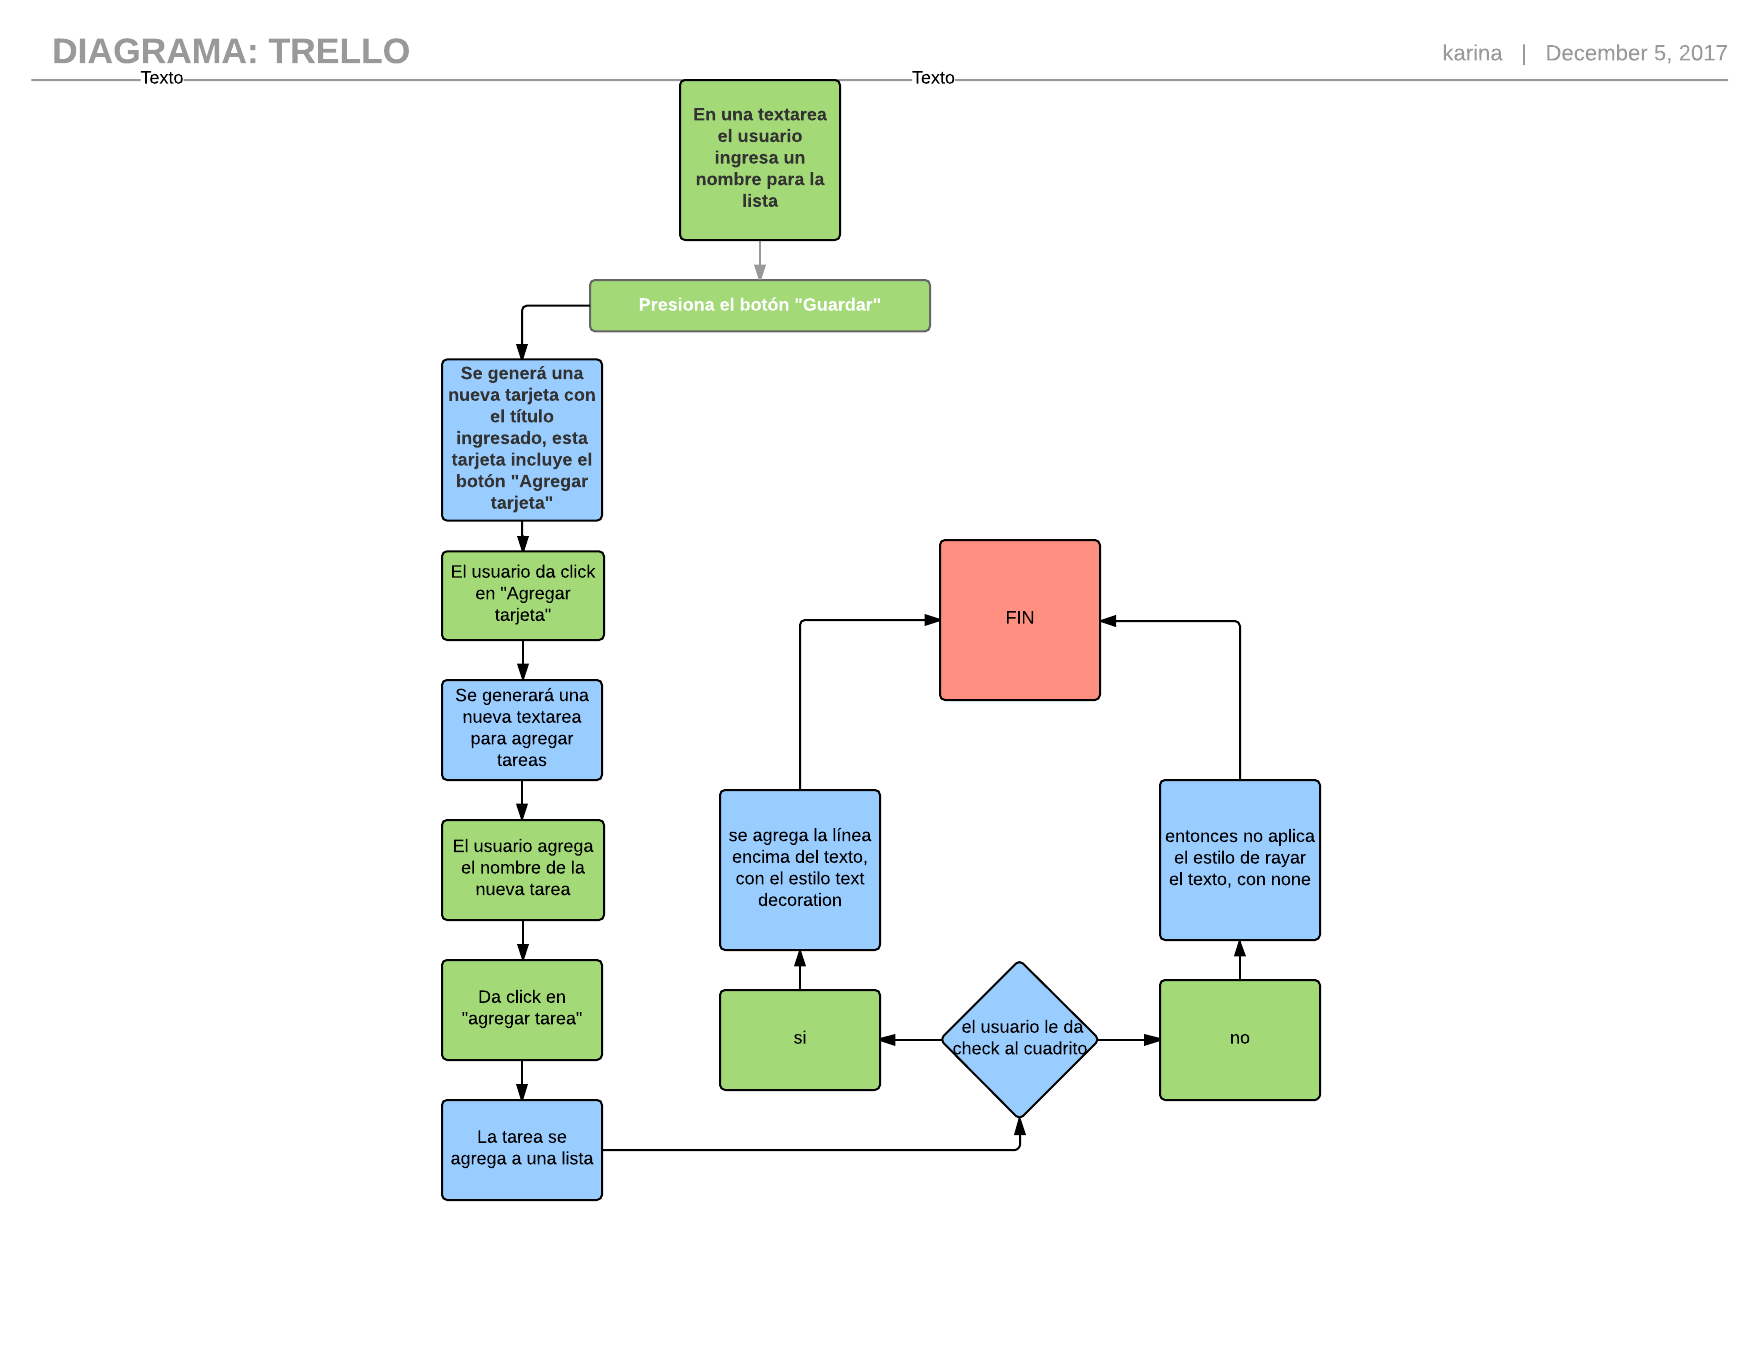 DIAGRAMA: TRELLO
karina | December 5, 2017
Texto
Texto
En una textarea
el usuario
ingresa un
nombre para la
lista
Presiona el botón "Guardar"
Se generá una
nueva tarjeta con
el título
ingresado, esta
tarjeta incluye el
botón "Agregar
tarjeta"
El usuario da click
en "Agregar
tarjeta"
Se generará una
nueva textarea
para agregar
tareas
El usuario agrega
el nombre de la
nueva tarea
Da click en
"agregar tarea"
La tarea se
agrega a una lista
el usuario le da
check al cuadrito
si
se agrega la línea
encima del texto,
con el estilo text
decoration
no
entonces no aplica
el estilo de rayar
el texto, con none
FIN